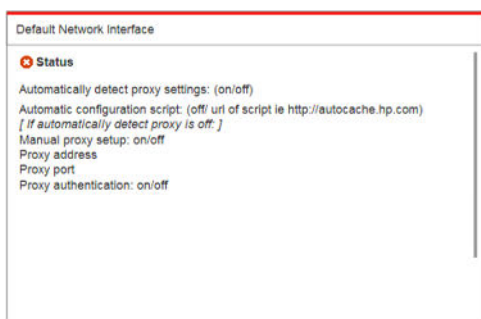 Default Network Interface
Status
Automatically detect proxy settings: (on/off)
Automatic configuration script: (off/ url of script ie http://autocache.hp.com)
[ If automatically detect proxy is off: ]
Manual proxy setup: on/off
Proxy address
Proxy port
Proxy authentication: on/off